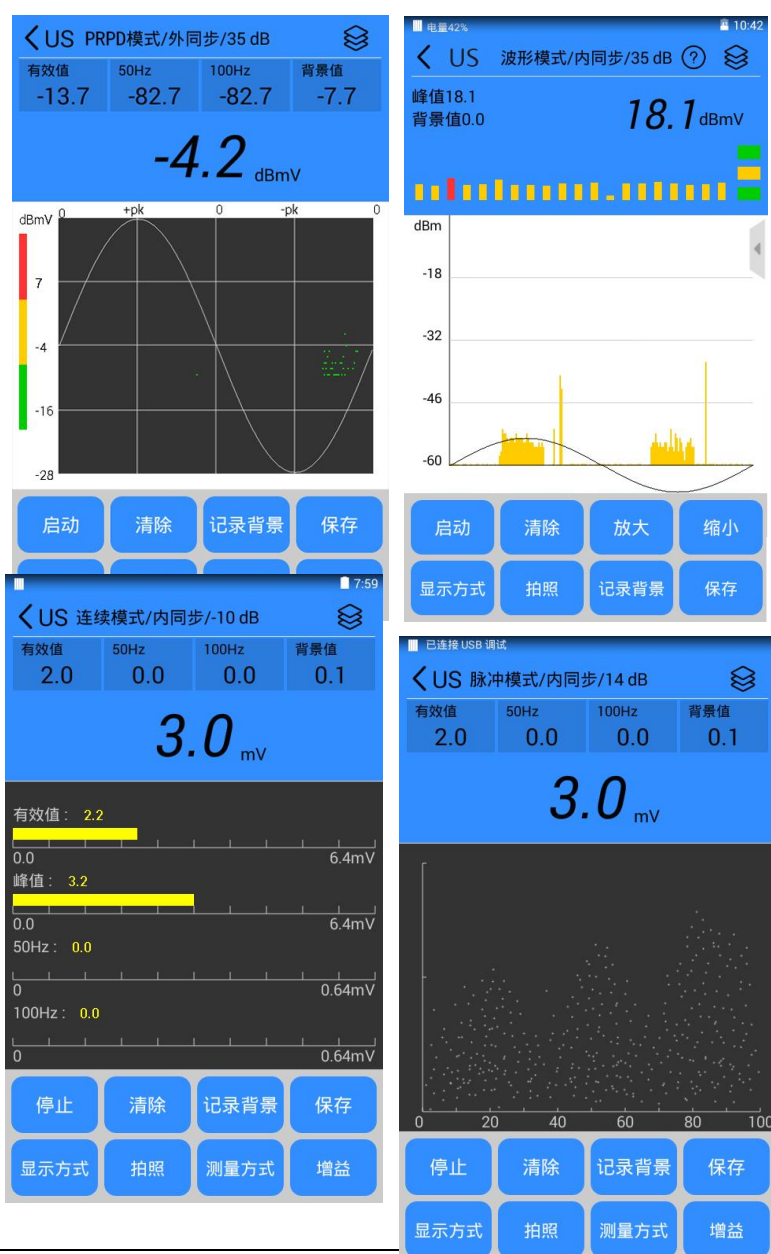 US PRPD模式/外同步/35 dB
有效值 50Hz 100Hz 背景值
-13.7 -82.7 -82.7 -7.7
-4.2 dBmV
dBmV 0 +pk 0 -pk 0
7
-4
-16
-28
启动 清除 记录背景 保存
电量42% 10:42
US 波形模式/内同步/35 dB ?
峰值18.1
背景值0.0
18.1 dBmV
dBm
-18
-32
-46
-60
启动 清除 放大 缩小
显示方式 拍照 记录背景 保存
7:59
US 连续模式/内同步/-10 dB
有效值 50Hz 100Hz 背景值
2.0 0.0 0.0 0.1
3.0 mV
有效值： 2.2
0.0 6.4mV
峰值： 3.2
0.0 6.4mV
50Hz： 0.0
0 0.64mV
100Hz： 0.0
0 0.64mV
停止 清除 记录背景 保存
显示方式 拍照 测量方式 增益
已连接 USB 调试
US 脉冲模式/内同步/14 dB
有效值 50Hz 100Hz 背景值
2.0 0.0 0.0 0.1
3.0 mV
0 20 40 60 80 100
停止 清除 记录背景 保存
显示方式 拍照 测量方式 增益